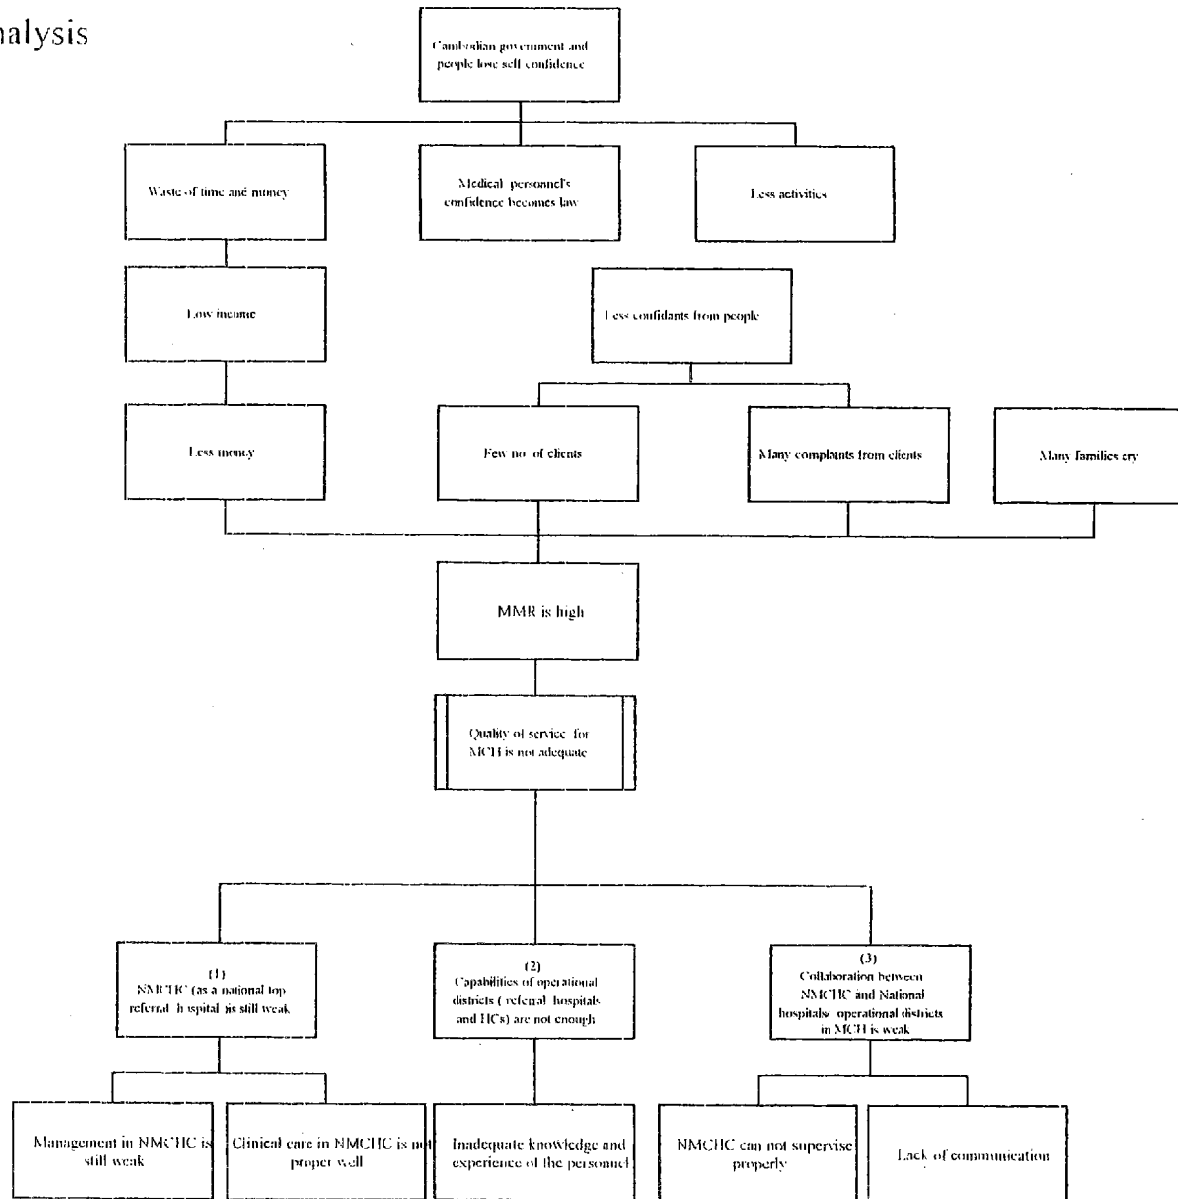 nalysis
Cambodian government and
people lose self confidence
Waste of time and money
Medical personnel's
confidence becomes law
Less activities
Low income
Less confidants from people
Less money
Few no. of clients
Many complaints from clients
Many families cry
MMR is high
Quality of service for
MCH is not adequate
(1)
NMCHC (as a national top
referral hospital is still weak
(2)
Capabilities of operational
districts ( referral hospitals
and HCs) are not enough
(3)
Collaboration between
NMCHC and National
hospitals/ operational districts
in MCH is weak
Management in NMCHC is
still weak
Clinical care in NMCHC is not
proper well
Inadequate knowledge and
experience of the personnel
NMCHC can not supervise
properly
Lack of communication